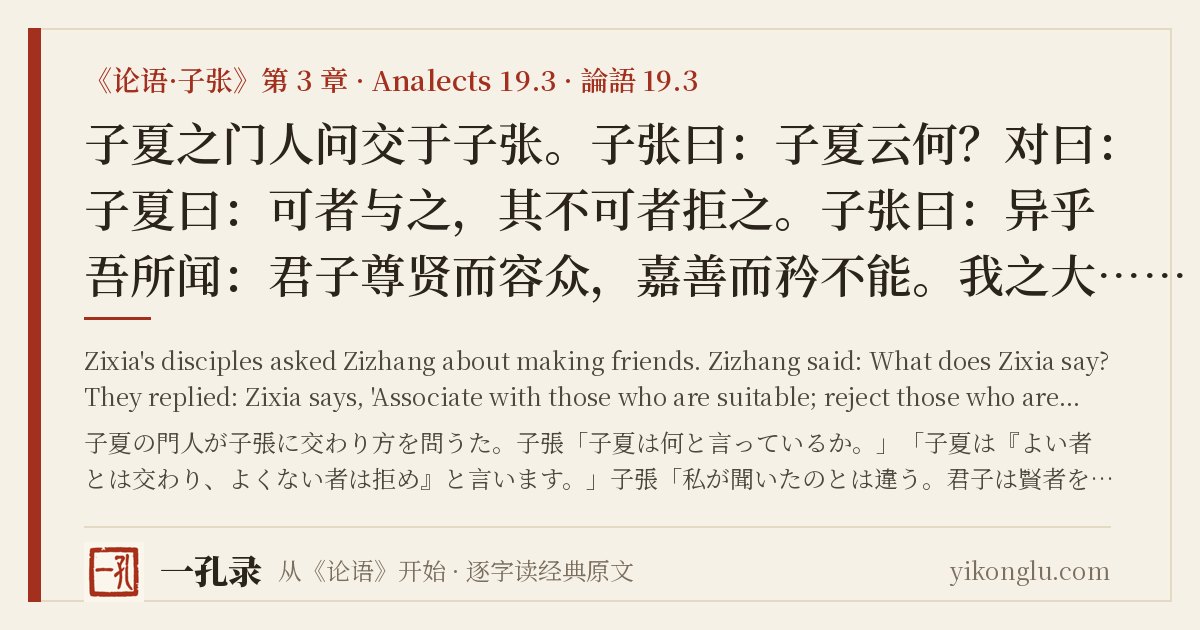 《论语·子张》第 3 章 · Analects 19.3 · 論語 19.3
子夏之门人问交于子张。子张曰：子夏云何？对曰：
子夏曰：可者与之，其不可者拒之。子张曰：异乎
吾所闻：君子尊贤而容众，嘉善而矜不能。我之大……
Zixia's disciples asked Zizhang about making friends. Zizhang said: What does Zixia say?
They replied: Zixia says, 'Associate with those who are suitable; reject those who are...
子夏の門人が子張に交わり方を問うた。子張「子夏は何と言っているか。」「子夏は『よい者
とは交わり、よくない者は拒め』と言います。」子張「私が聞いたのとは違う。君子は賢者を…
一孔
一孔录 从《论语》开始 · 逐字读经典原文 yikonglu.com